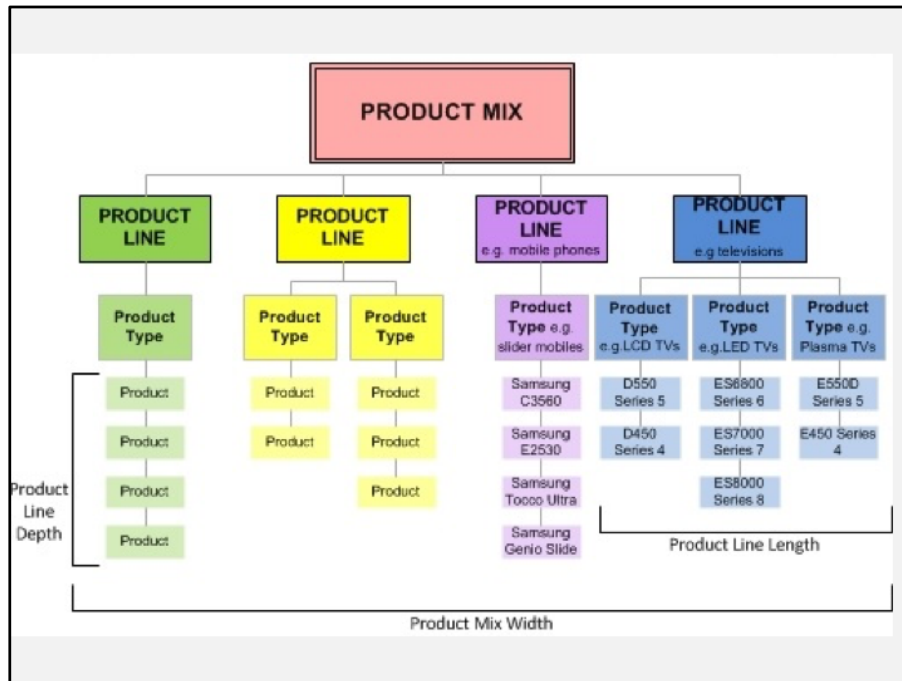 PRODUCT MIX
PRODUCT
LINE
PRODUCT
LINE
PRODUCT
LINE
e.g. mobile phones
PRODUCT
LINE
e.g televisions
Product
Type
Product
Type
Product
Type
Product
Type e.g.
slider mobiles
Product
Type
e.g.LCD TVs
Product
Type
e.g.LED TVs
Product
Type e.g.
Plasma TVs
Product
Product
Product
Product
Product
Product
Product
Product
Product
Samsung
C3560
Samsung
E2530
Samsung
Tocco Ultra
Samsung
Genio Slide
D550
Series 5
D450
Series 4
ES6800
Series 6
ES7000
Series 7
ES8000
Series 8
E550D
Series 5
E450 Series
4
Product
Line
Depth
Product Line Length
Product Mix Width